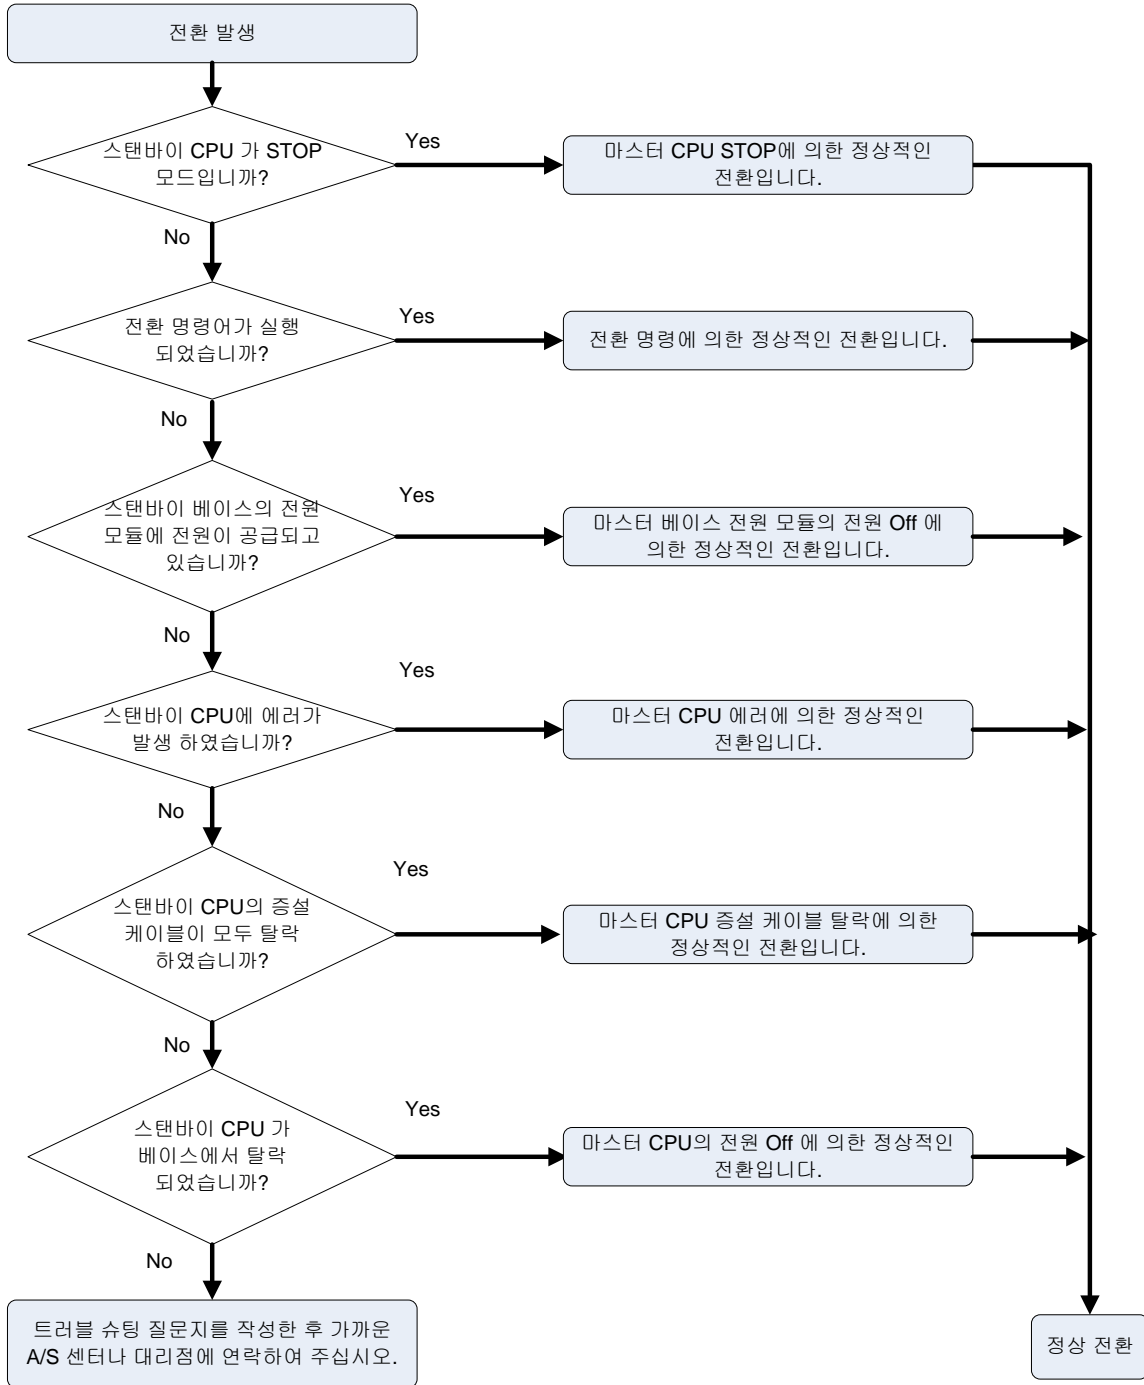 전환 발생
스탠바이 CPU 가 STOP
모드입니까?
Yes
마스터 CPU STOP에 의한 정상적인
전환입니다.
No
전환 명령어가 실행
되었습니까?
Yes
전환 명령에 의한 정상적인 전환입니다.
No
스탠바이 베이스의 전원
모듈에 전원이 공급되고
있습니까?
Yes
마스터 베이스 전원 모듈의 전원 Off 에
의한 정상적인 전환입니다.
No
스탠바이 CPU에 에러가
발생 하였습니까?
Yes
마스터 CPU 에러에 의한 정상적인
전환입니다.
No
스탠바이 CPU의 증설
케이블이 모두 탈락
하였습니까?
Yes
마스터 CPU 증설 케이블 탈락에 의한
정상적인 전환입니다.
No
스탠바이 CPU 가
베이스에서 탈락
되었습니까?
Yes
마스터 CPU의 전원 Off 에 의한 정상적인
전환입니다.
No
트러블 슈팅 질문지를 작성한 후 가까운
A/S 센터나 대리점에 연락하여 주십시오.
정상 전환